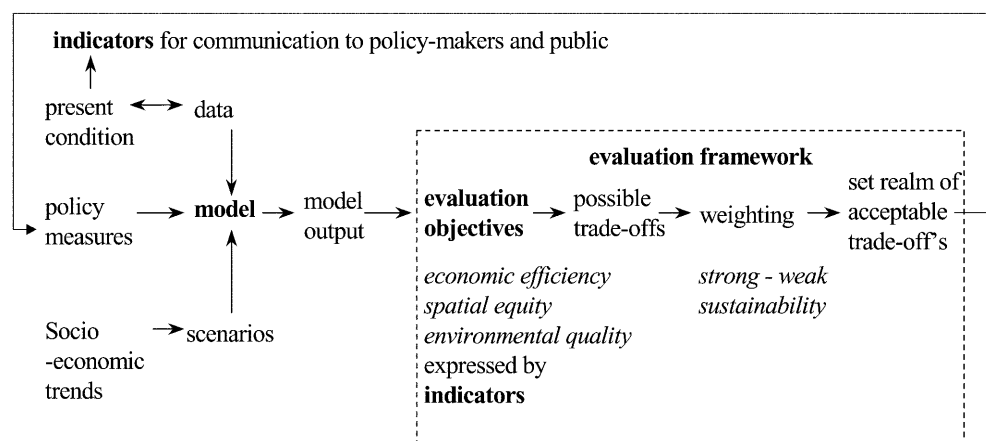 indicators for communication to policy-makers and public
present
condition
data
policy
measures
model
model
output
Socio
-economic
trends
scenarios
evaluation framework
evaluation
objectives
possible
trade-offs
weighting
set realm of
acceptable
trade-off's
economic efficiency
spatial equity
environmental quality
expressed by
indicators
strong - weak
sustainability